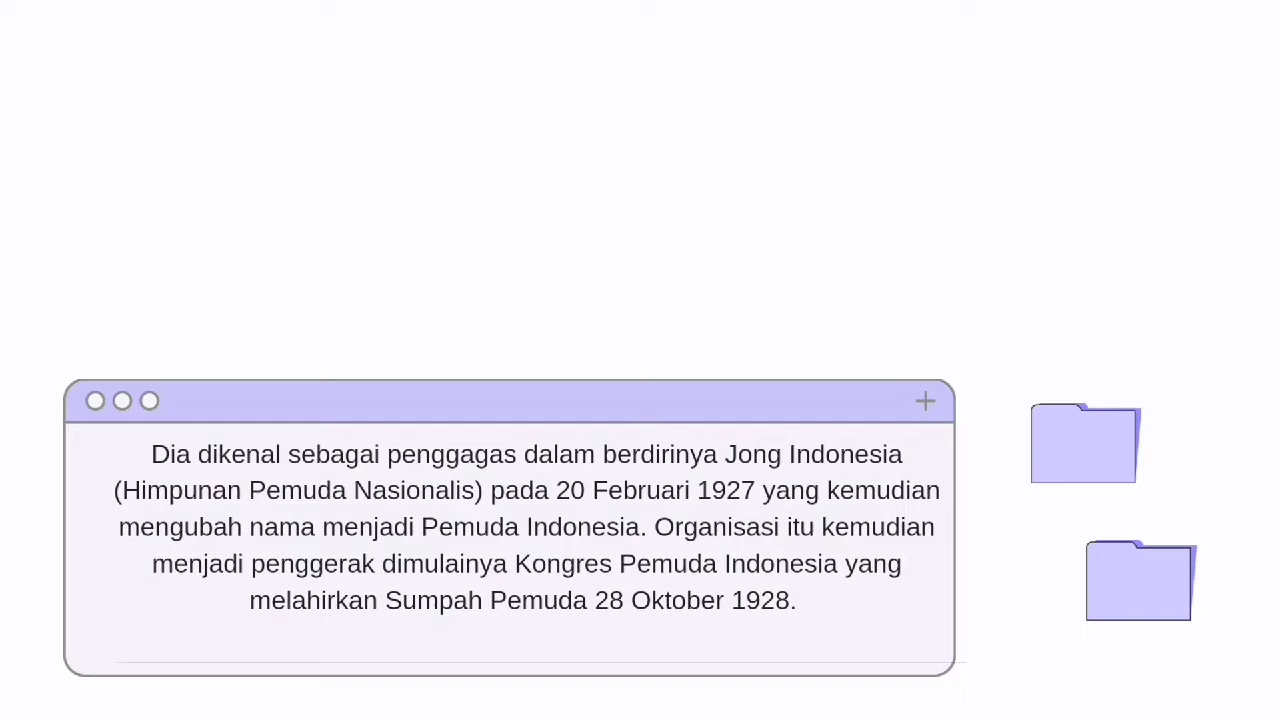 Dia dikenal sebagai penggagas dalam berdirinya Jong Indonesia
(Himpunan Pemuda Nasionalis) pada 20 Februari 1927 yang kemudian
mengubah nama menjadi Pemuda Indonesia. Organisasi itu kemudian
menjadi penggerak dimulainya Kongres Pemuda Indonesia yang
melahirkan Sumpah Pemuda 28 Oktober 1928.